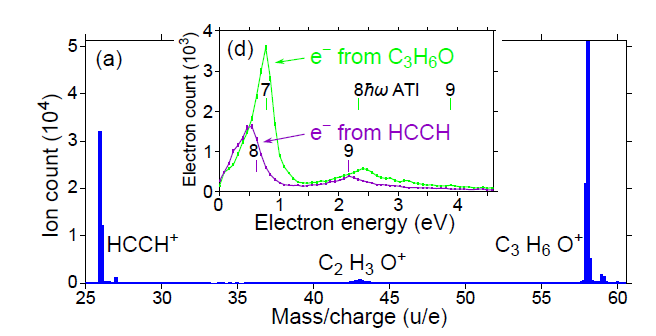 (a)
Ion count (10⁴)
5
4
3
2
1
0
25 30 35 40 45 50 55 60
Mass/charge (u/e)
HCCH⁺
C₂ H₃ O⁺
C₃ H₆ O⁺
(d)
Electron count (10³)
4
3
2
1
0
0 1 2 3 4
Electron energy (eV)
e⁻ from C₃H₆O
7 8ħω ATI 9
e⁻ from HCCH
8 9